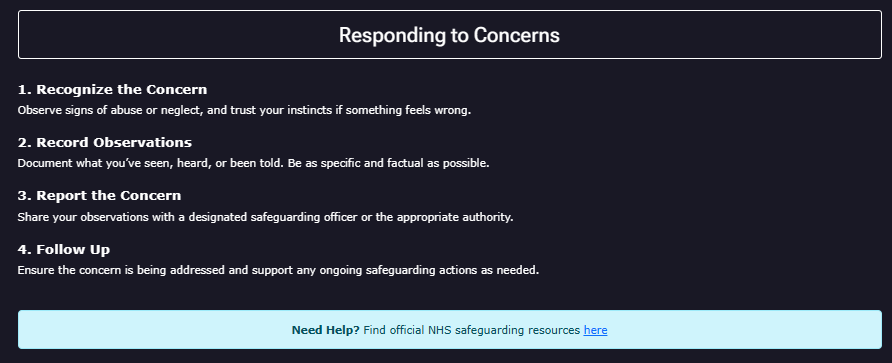 Responding to Concerns
1. Recognize the Concern
Observe signs of abuse or neglect, and trust your instincts if something feels wrong.
2. Record Observations
Document what you’ve seen, heard, or been told. Be as specific and factual as possible.
3. Report the Concern
Share your observations with a designated safeguarding officer or the appropriate authority.
4. Follow Up
Ensure the concern is being addressed and support any ongoing safeguarding actions as needed.
Need Help? Find official NHS safeguarding resources here